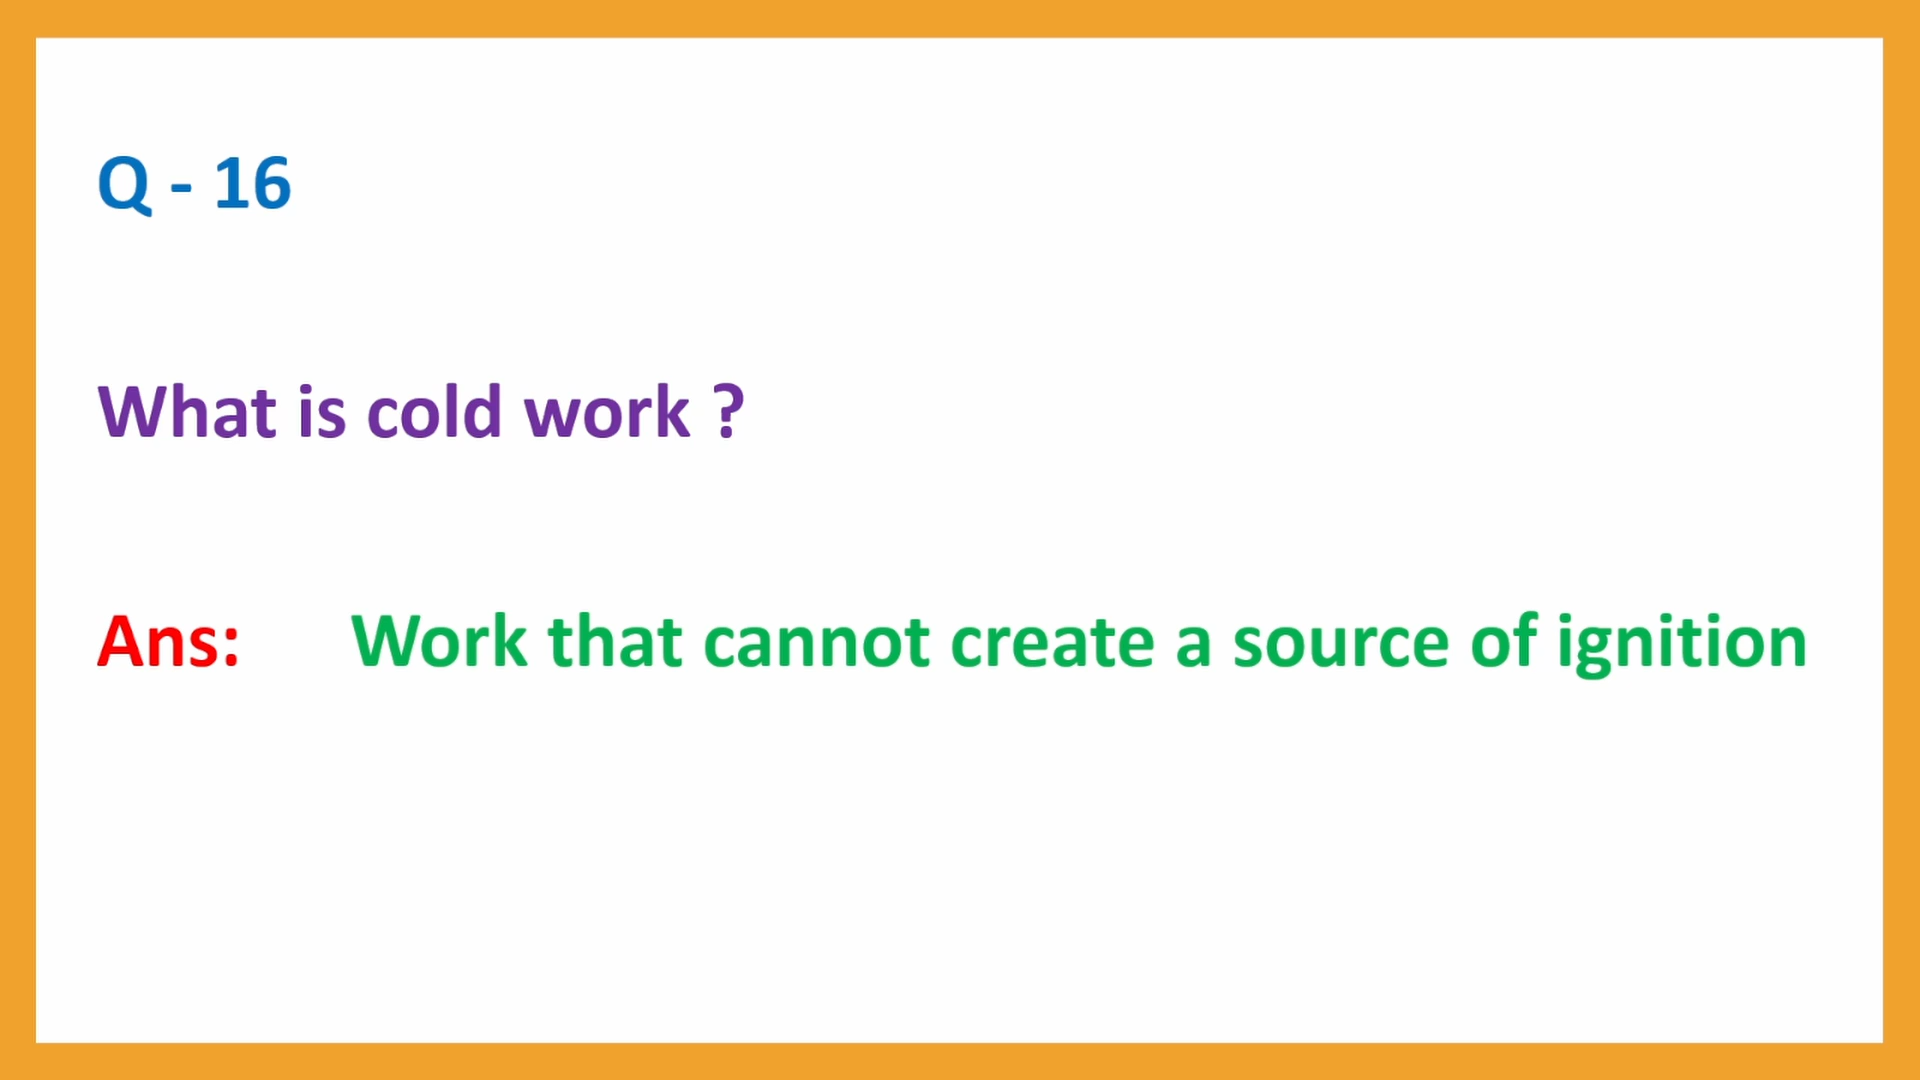 Q - 16
What is cold work ?
Ans: Work that cannot create a source of ignition